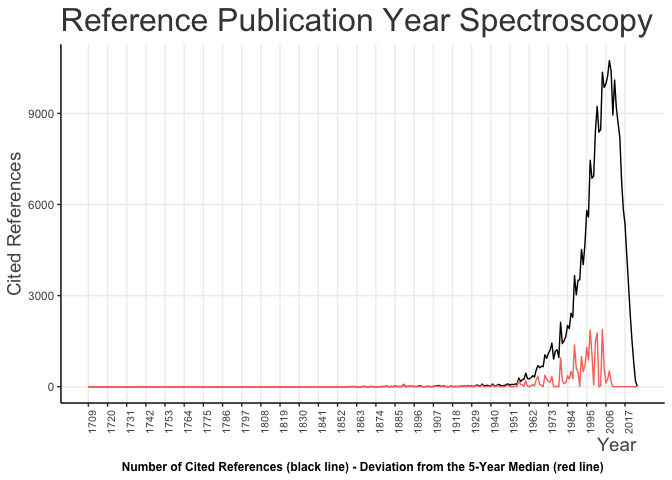 Reference Publication Year Spectroscopy
Cited References
9000
6000
3000
0
1709 1720 1731 1742 1753 1764 1775 1786 1797 1808 1819 1830 1841 1852 1863 1874 1885 1896 1907 1918 1929 1940 1951 1962 1973 1984 1995 2006 2017
Year
Number of Cited References (black line) - Deviation from the 5-Year Median (red line)